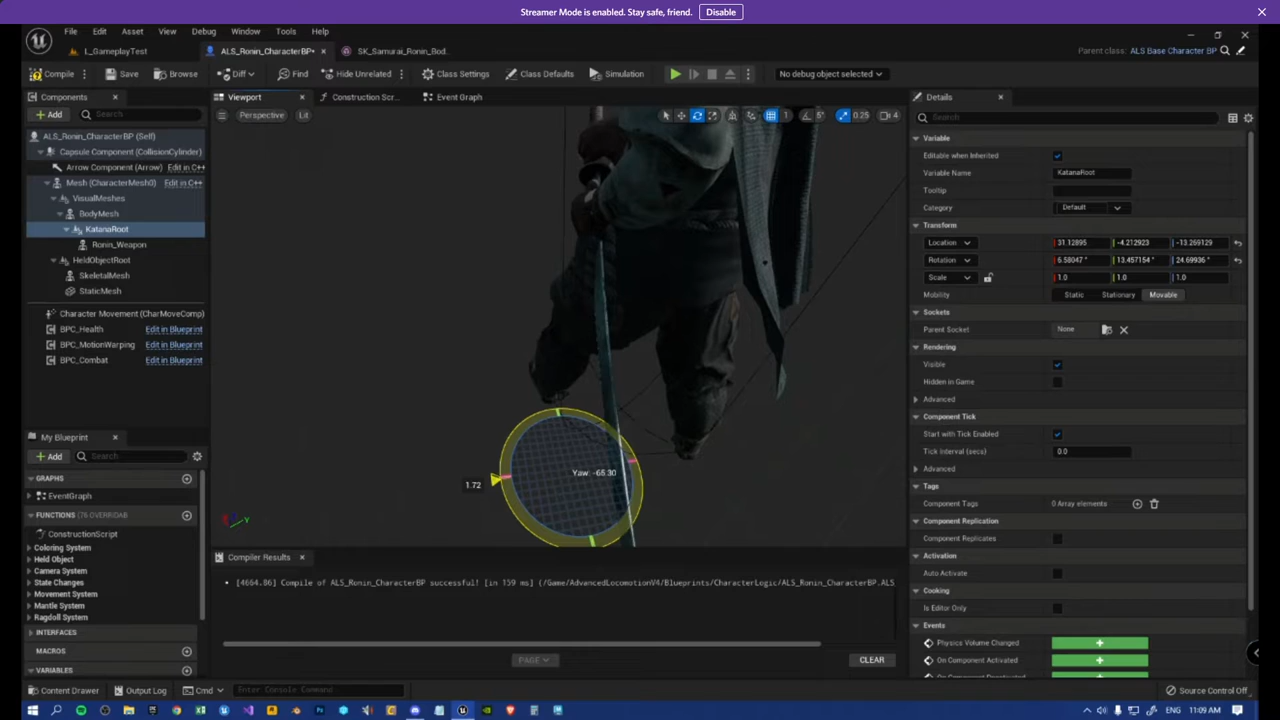 Streamer Mode is enabled. Stay safe, friend. Disable
File Edit Asset View Debug Window Tools Help
L_GameplayTest ALS_Ronin_CharacterBP* SK_Samurai_Ronin_Bod... Parent class: ALS Base Character BP
Compile Save Browse Diff Find Hide Unrelated Class Settings Class Defaults Simulation No debug object selected
Components Viewport Construction Scr... Event Graph Details
Add Search Perspective Lit 1 5° 0.25 4 Search
ALS_Ronin_CharacterBP (Self)
Capsule Component (CollisionCylinder)
Arrow Component (Arrow) Edit in C++
Mesh (CharacterMesh0) Edit in C++
VisualMeshes
BodyMesh
KatanaRoot
Ronin_Weapon
HeldObjectRoot
SkeletalMesh
StaticMesh
Character Movement (CharMoveComp)
BPC_Health Edit in Blueprint
BPC_MotionWarping Edit in Blueprint
BPC_Combat Edit in Blueprint
My Blueprint
Add Search
GRAPHS
EventGraph
FUNCTIONS (76 OVERRIDAB
ConstructionScript
Coloring System
Held Object
Camera System
State Changes
Movement System
Mantle System
Ragdoll System
INTERFACES
MACROS
VARIABLES
Yaw: -65.30
1.72
Y
Compiler Results
[4664.86] Compile of ALS_Ronin_CharacterBP successful! [in 159 ms] (/Game/AdvancedLocomotionV4/Blueprints/CharacterLogic/ALS_Ronin_CharacterBP.ALS
PAGE CLEAR
Variable
Editable when Inherited
Variable Name KatanaRoot
Tooltip
Category Default
Transform
Location 31.12895 -4.212923 -13.269129
Rotation 6.58047 ° 13.457154 ° 24.69936 °
Scale 1.0 1.0 1.0
Mobility Static Stationary Movable
Sockets
Parent Socket None
Rendering
Visible
Hidden in Game
Advanced
Component Tick
Start with Tick Enabled
Tick Interval (secs) 0.0
Advanced
Tags
Component Tags 0 Array elements
Component Replication
Component Replicates
Activation
Auto Activate
Cooking
Is Editor Only
Events
Physics Volume Changed
On Component Activated
Content Drawer Output Log Cmd Enter Console Command Source Control Off
ENG 11:09 AM